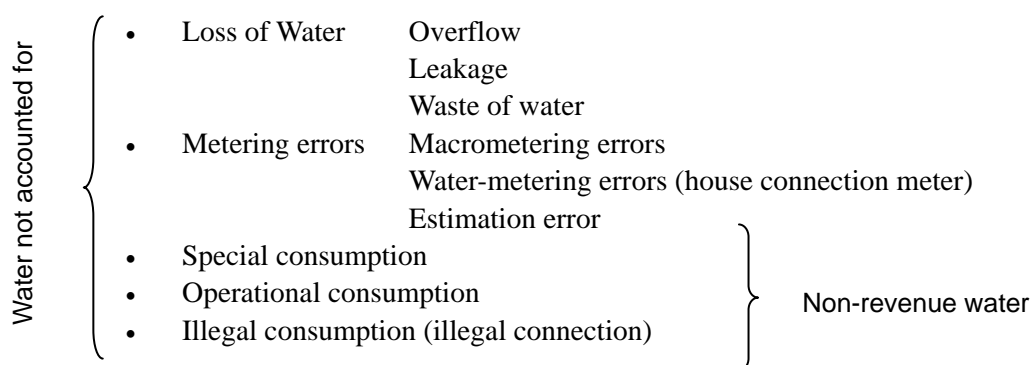 Water not accounted for
• Loss of Water Overflow
Leakage
Waste of water
• Metering errors Macrometering errors
Water-metering errors (house connection meter)
Estimation error
• Special consumption
• Operational consumption
• Illegal consumption (illegal connection)
Non-revenue water